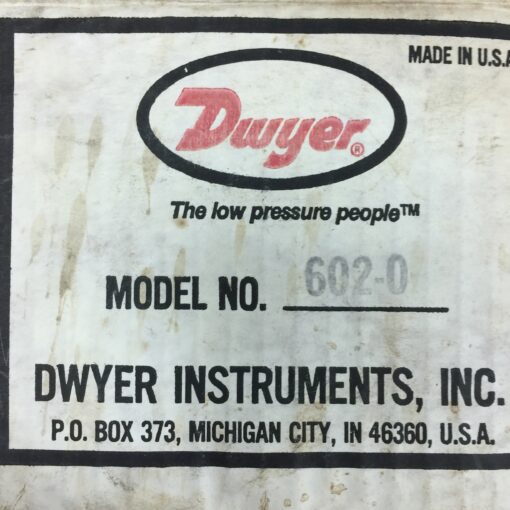 MADE IN U.S.A
Dwyer®
The low pressure people™
MODEL NO. 602-0
DWYER INSTRUMENTS, INC.
P.O. BOX 373, MICHIGAN CITY, IN 46360, U.S.A.